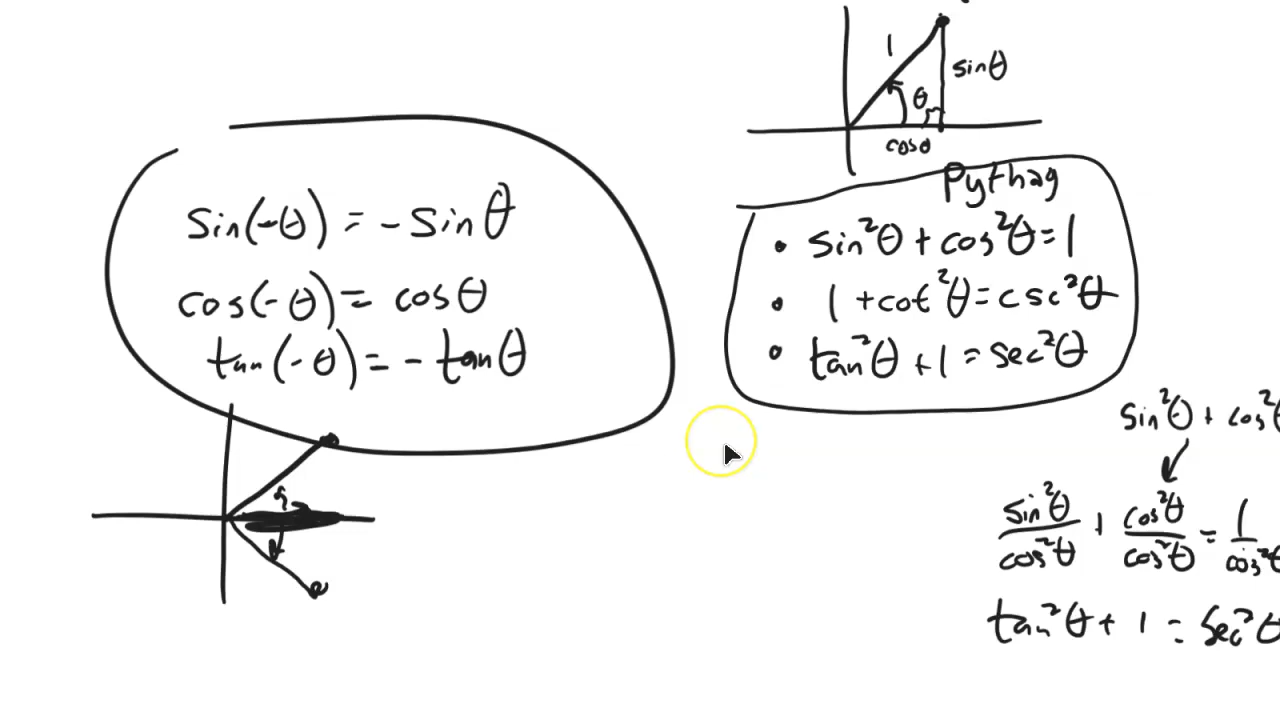 1
sinθ
θ
cosθ
sin(-θ) = - sinθ
cos(-θ) = cosθ
tan(-θ) = - tanθ
Pythag
• sin²θ + cos²θ = 1
• 1 + cot²θ = csc²θ
• tan²θ + 1 = sec²θ
sin²θ + cos²θ
sin²θ/cos²θ + cos²θ/cos²θ = 1/cos²θ
tan²θ + 1 = sec²θ